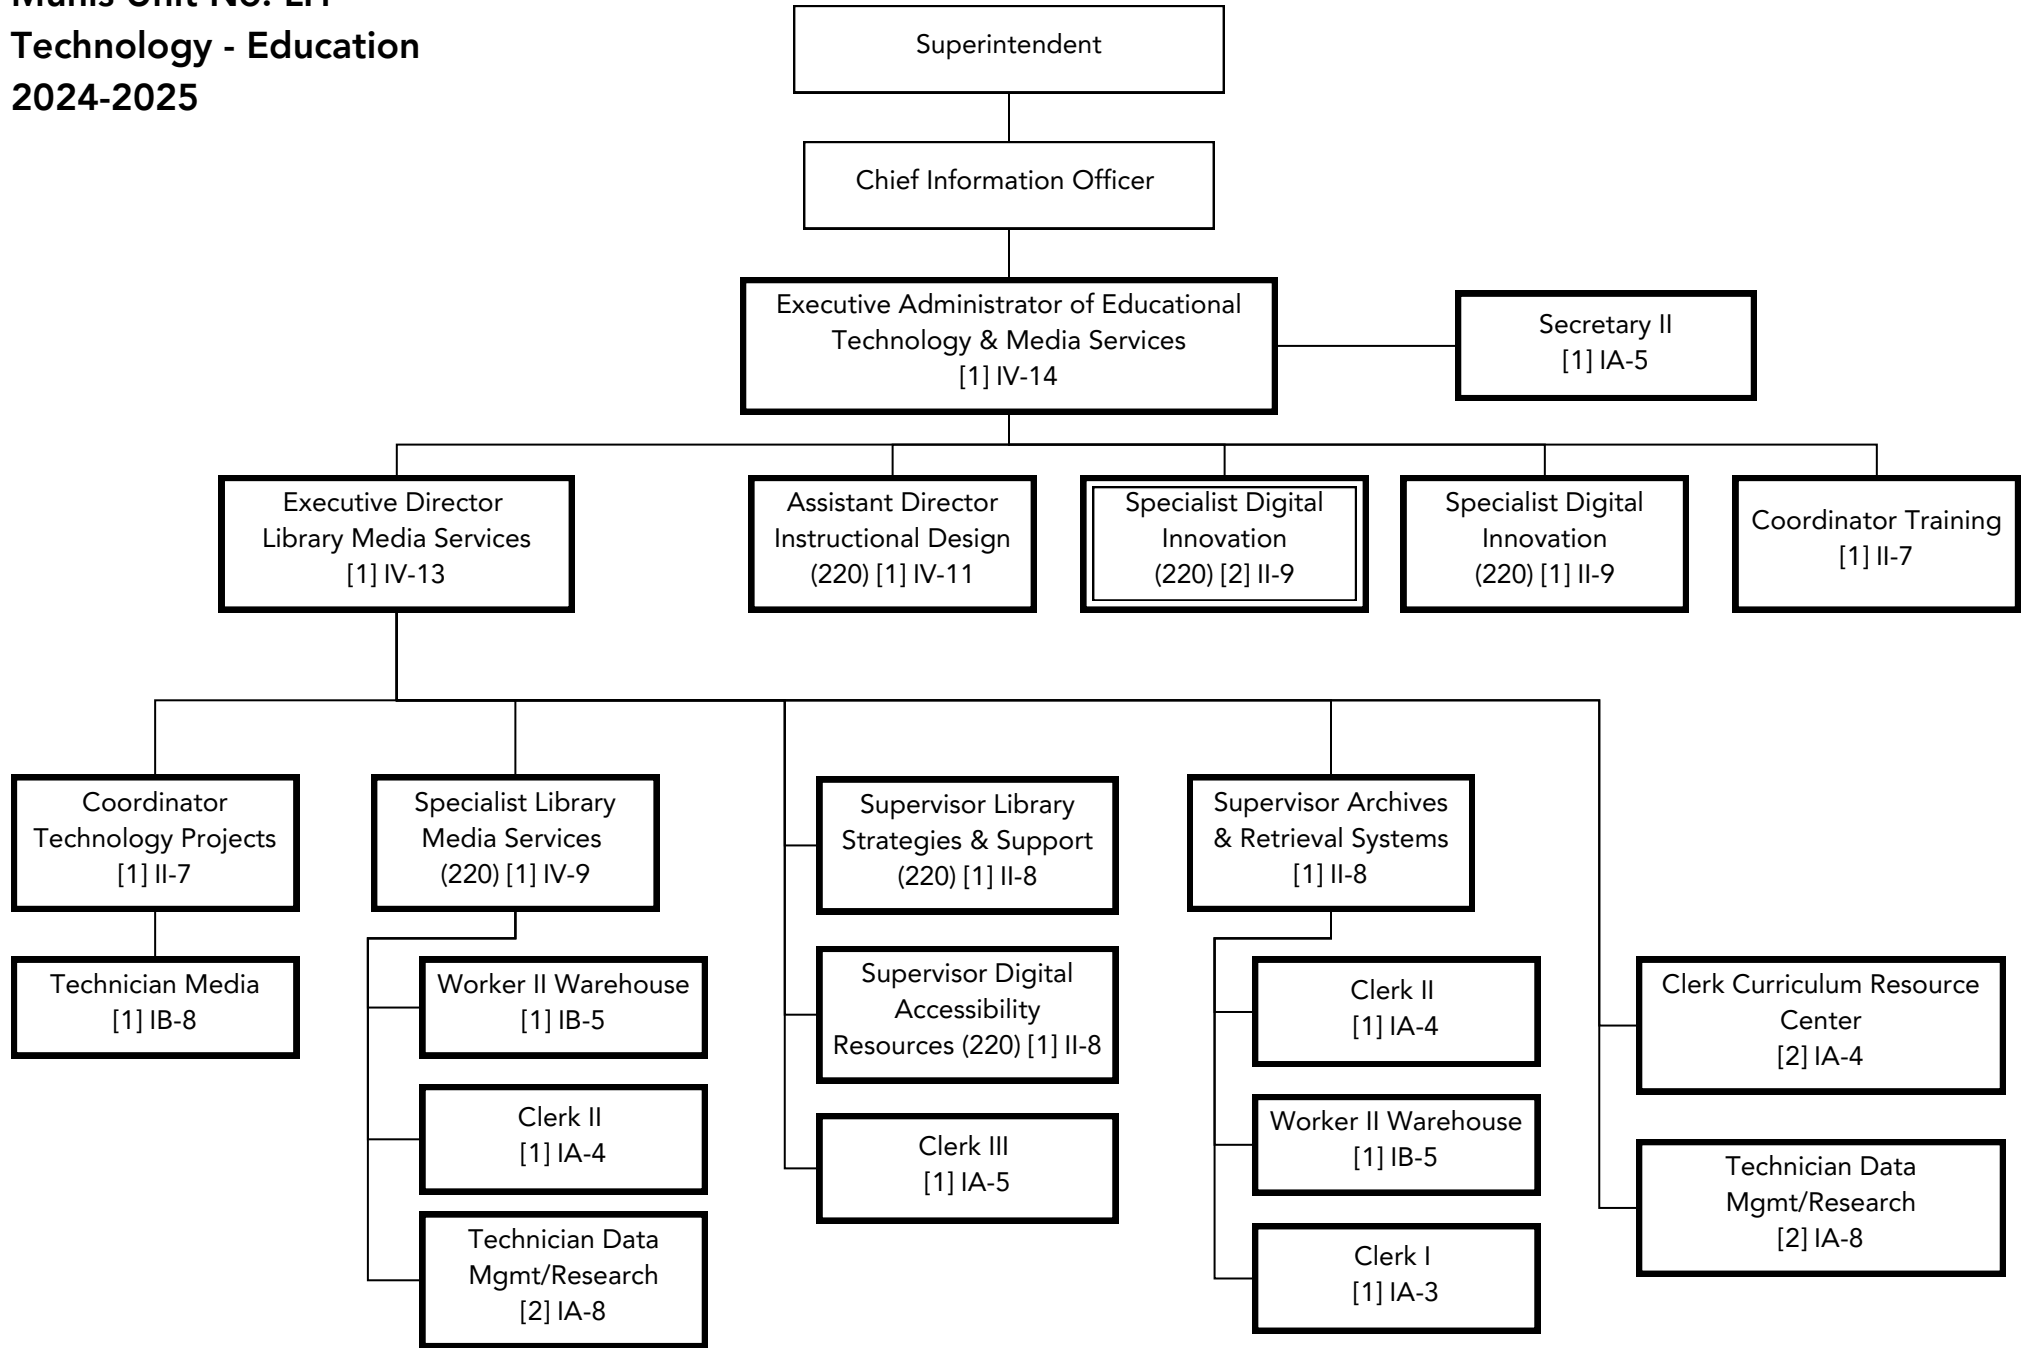 Technology - Education
2024-2025
Superintendent
Chief Information Officer
Executive Administrator of Educational
Technology & Media Services
[1] IV-14
Secretary II
[1] IA-5
Executive Director
Library Media Services
[1] IV-13
Assistant Director
Instructional Design
(220) [1] IV-11
Specialist Digital
Innovation
(220) [2] II-9
Specialist Digital
Innovation
(220) [1] II-9
Coordinator Training
[1] II-7
Coordinator
Technology Projects
[1] II-7
Technician Media
[1] IB-8
Specialist Library
Media Services
(220) [1] IV-9
Worker II Warehouse
[1] IB-5
Clerk II
[1] IA-4
Technician Data
Mgmt/Research
[2] IA-8
Supervisor Library
Strategies & Support
(220) [1] II-8
Supervisor Digital
Accessibility
Resources (220) [1] II-8
Clerk III
[1] IA-5
Supervisor Archives
& Retrieval Systems
[1] II-8
Clerk II
[1] IA-4
Worker II Warehouse
[1] IB-5
Clerk I
[1] IA-3
Clerk Curriculum Resource
Center
[2] IA-4
Technician Data
Mgmt/Research
[2] IA-8